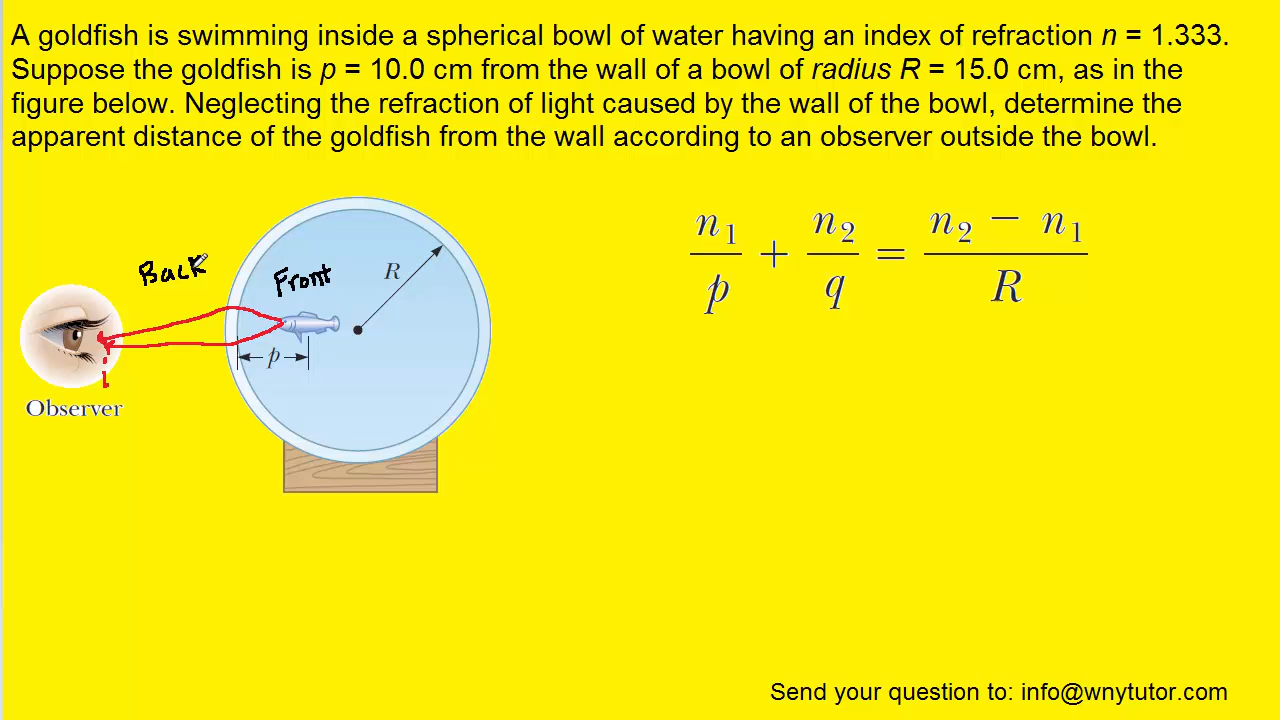 A goldfish is swimming inside a spherical bowl of water having an index of refraction n = 1.333.
Suppose the goldfish is p = 10.0 cm from the wall of a bowl of radius R = 15.0 cm, as in the
figure below. Neglecting the refraction of light caused by the wall of the bowl, determine the
apparent distance of the goldfish from the wall according to an observer outside the bowl.
Back
Front
R
p
Observer
n₁/p + n₂/q = (n₂ − n₁)/R
Send your question to: info@wnytutor.com